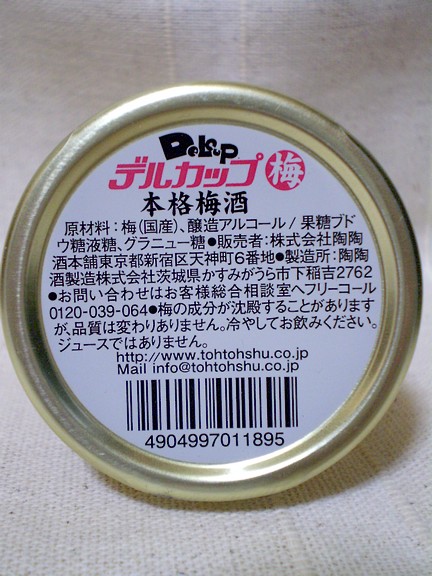 DeLcup
デルカップ梅
本格梅酒
原材料：梅(国産)、醸造アルコール/果糖ブド
ウ糖液糖、グラニュー糖●販売者：株式会社陶陶
酒本舗東京都新宿区天神町6番地●製造所：陶陶
酒製造株式会社茨城県かすみがうら市下稲吉2762
●お問い合わせはお客様総合相談室へフリーコール
0120-039-064●梅の成分が沈殿することがあります
が、品質は変わりありません。冷やしてお飲みください。
ジュースではありません。
http://www.tohtohshu.co.jp
Mail info@tohtohshu.co.jp
4904997011895